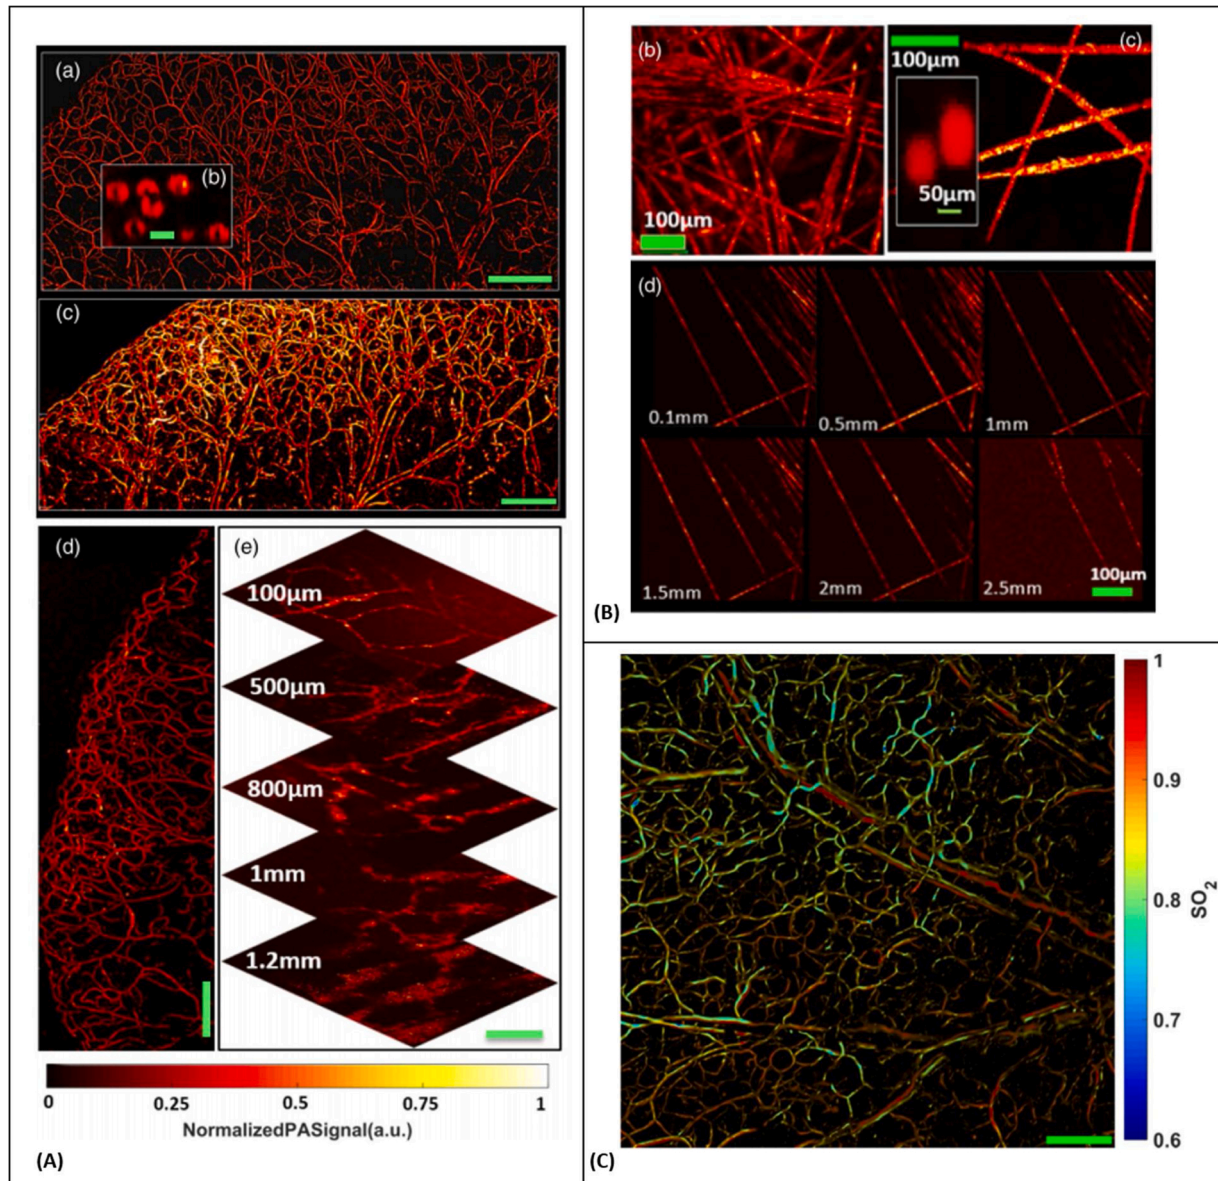 (a)
(b)
(c)
(d)
(e)
100μm
500μm
800μm
1mm
1.2mm
0
0.25
0.5
0.75
1
NormalizedPASignal(a.u.)
(A)
(b)
100μm
(c)
100μm
50μm
(d)
0.1mm
0.5mm
1mm
1.5mm
2mm
2.5mm
100μm
(B)
1
0.9
0.8
0.7
0.6
SO2
(C)